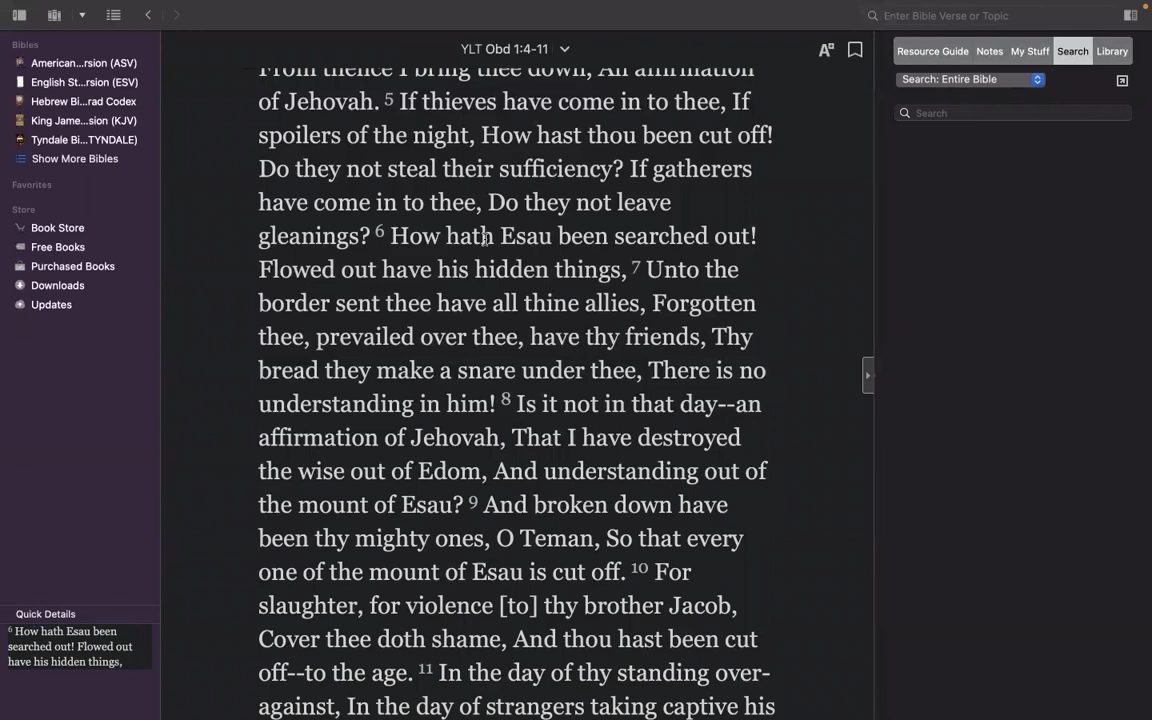 Enter Bible Verse or Topic
Bibles
American...rsion (ASV)
English St...rsion (ESV)
Hebrew Bi...rad Codex
King Jame...sion (KJV)
Tyndale Bi...TYNDALE)
Show More Bibles
Favorites
Store
Book Store
Free Books
Purchased Books
Downloads
Updates
Quick Details
6 How hath Esau been
searched out! Flowed out
have his hidden things,
YLT Obd 1:4-11
From thence I bring thee down, An affirmation
of Jehovah. 5 If thieves have come in to thee, If
spoilers of the night, How hast thou been cut off!
Do they not steal their sufficiency? If gatherers
have come in to thee, Do they not leave
gleanings? 6 How hath Esau been searched out!
Flowed out have his hidden things, 7 Unto the
border sent thee have all thine allies, Forgotten
thee, prevailed over thee, have thy friends, Thy
bread they make a snare under thee, There is no
understanding in him! 8 Is it not in that day--an
affirmation of Jehovah, That I have destroyed
the wise out of Edom, And understanding out of
the mount of Esau? 9 And broken down have
been thy mighty ones, O Teman, So that every
one of the mount of Esau is cut off. 10 For
slaughter, for violence [to] thy brother Jacob,
Cover thee doth shame, And thou hast been cut
off--to the age. 11 In the day of thy standing over-
against, In the day of strangers taking captive his
Resource Guide Notes My Stuff Search Library
Search: Entire Bible
Search